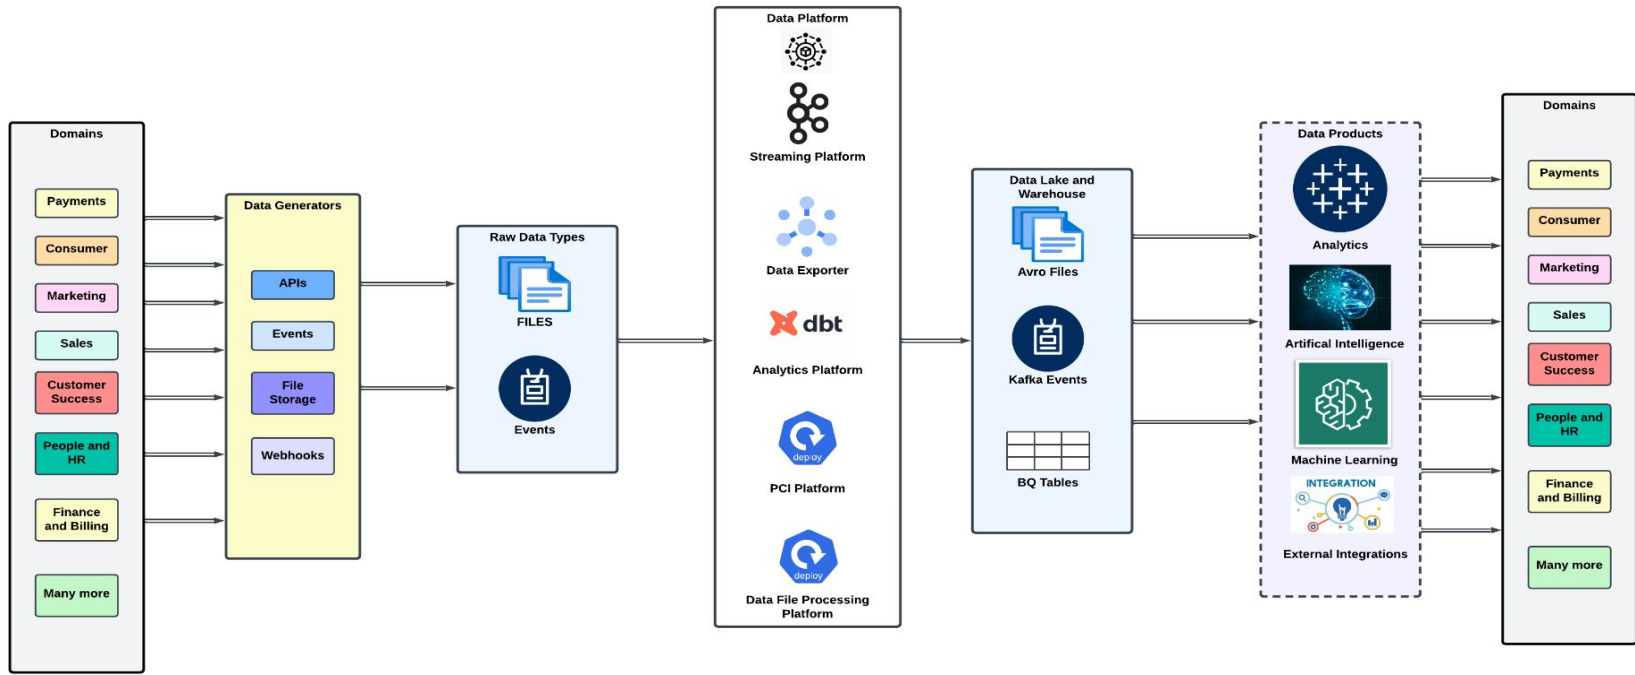 Domains
Payments
Consumer
Marketing
Sales
Customer
Success
People and
HR
Finance
and Billing
Many more
Data Generators
APIs
Events
File
Storage
Webhooks
Raw Data Types
FILES
Events
Data Platform
Streaming Platform
Data Exporter
dbt
Analytics Platform
deploy
PCI Platform
deploy
Data File Processing
Platform
Data Lake and
Warehouse
Avro Files
Kafka Events
BQ Tables
Data Products
Analytics
Artifical Intelligence
Machine Learning
INTEGRATION
External Integrations
Domains
Payments
Consumer
Marketing
Sales
Customer
Success
People and
HR
Finance
and Billing
Many more